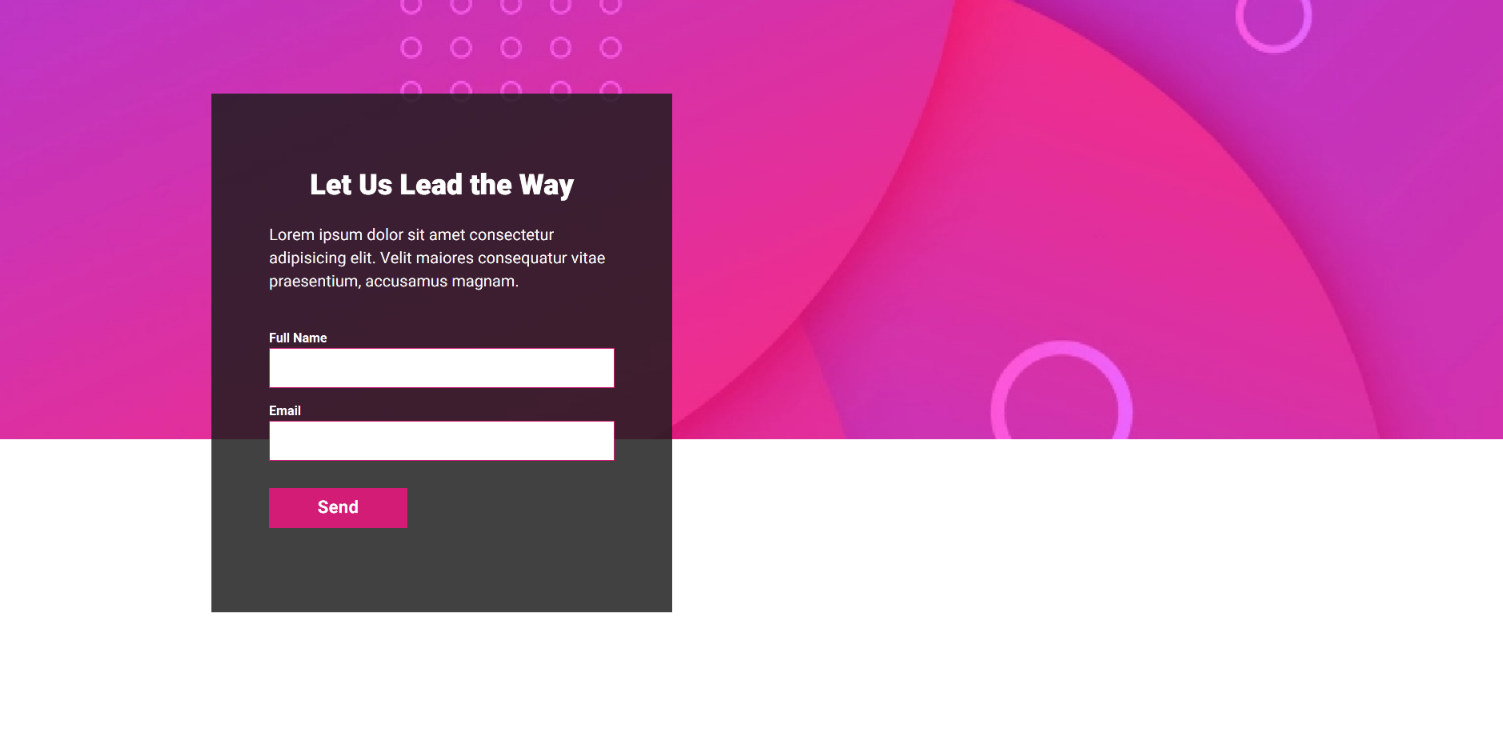 Let Us Lead the Way
Lorem ipsum dolor sit amet consectetur
adipisicing elit. Velit maiores consequatur vitae
praesentium, accusamus magnam.
Full Name
Email
Send